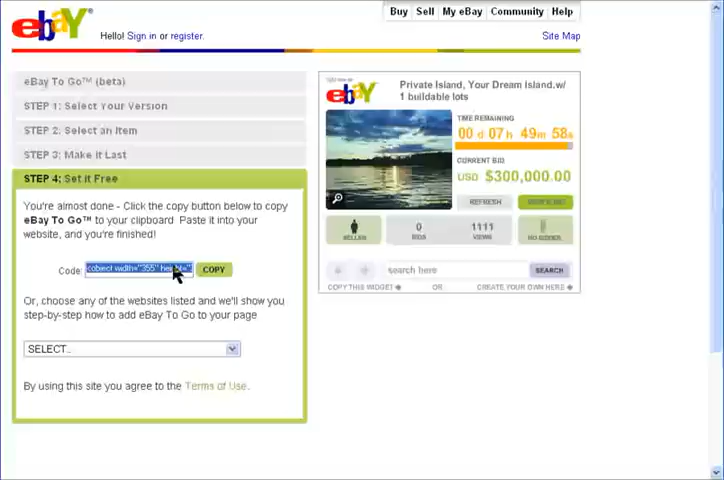 ebay
Buy Sell My eBay Community Help
Hello! Sign in or register.
Site Map
eBay To Go™ (beta)
STEP 1: Select Your Version
STEP 2: Select an Item
STEP 3: Make it Last
STEP 4: Set it Free
You're almost done - Click the copy button below to copy
eBay To Go™ to your clipboard. Paste it into your
website, and you're finished!
Code: <object width="355" height="
COPY
Or, choose any of the websites listed and we'll show you
step-by-step how to add eBay To Go to your page
SELECT...
By using this site you agree to the Terms of Use.
ebay
Private Island, Your Dream Island.w/
1 buildable lots
TIME REMAINING
00 d 07 h 49 m 58 s
CURRENT BID
USD $300,000.00
REFRESH
SELLER
0
BIDS
1111
VIEWS
NO BIDDER
search here
SEARCH
COPY THIS WIDGET OR CREATE YOUR OWN HERE